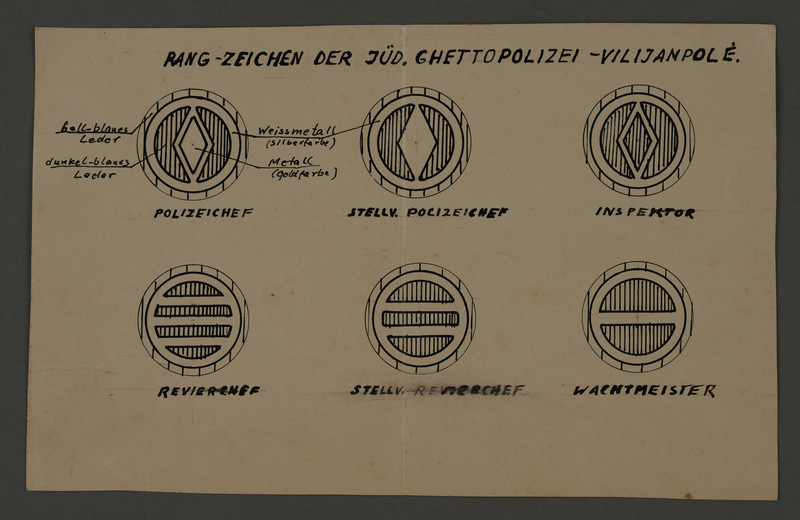 RANG-ZEICHEN DER JÜD. GHETTOPOLIZEI - VILIJAMPOLÉ.
hell-blaues
Leder
dunkel-blaues
Leder
Weissmetall
(silberfarbe)
Metall
(goldfarbe)
POLIZEICHEF
STELLV. POLIZEICHEF
INSPEKTOR
REVIERCHEF
STELLV. REVIERCHEF
WACHTMEISTER